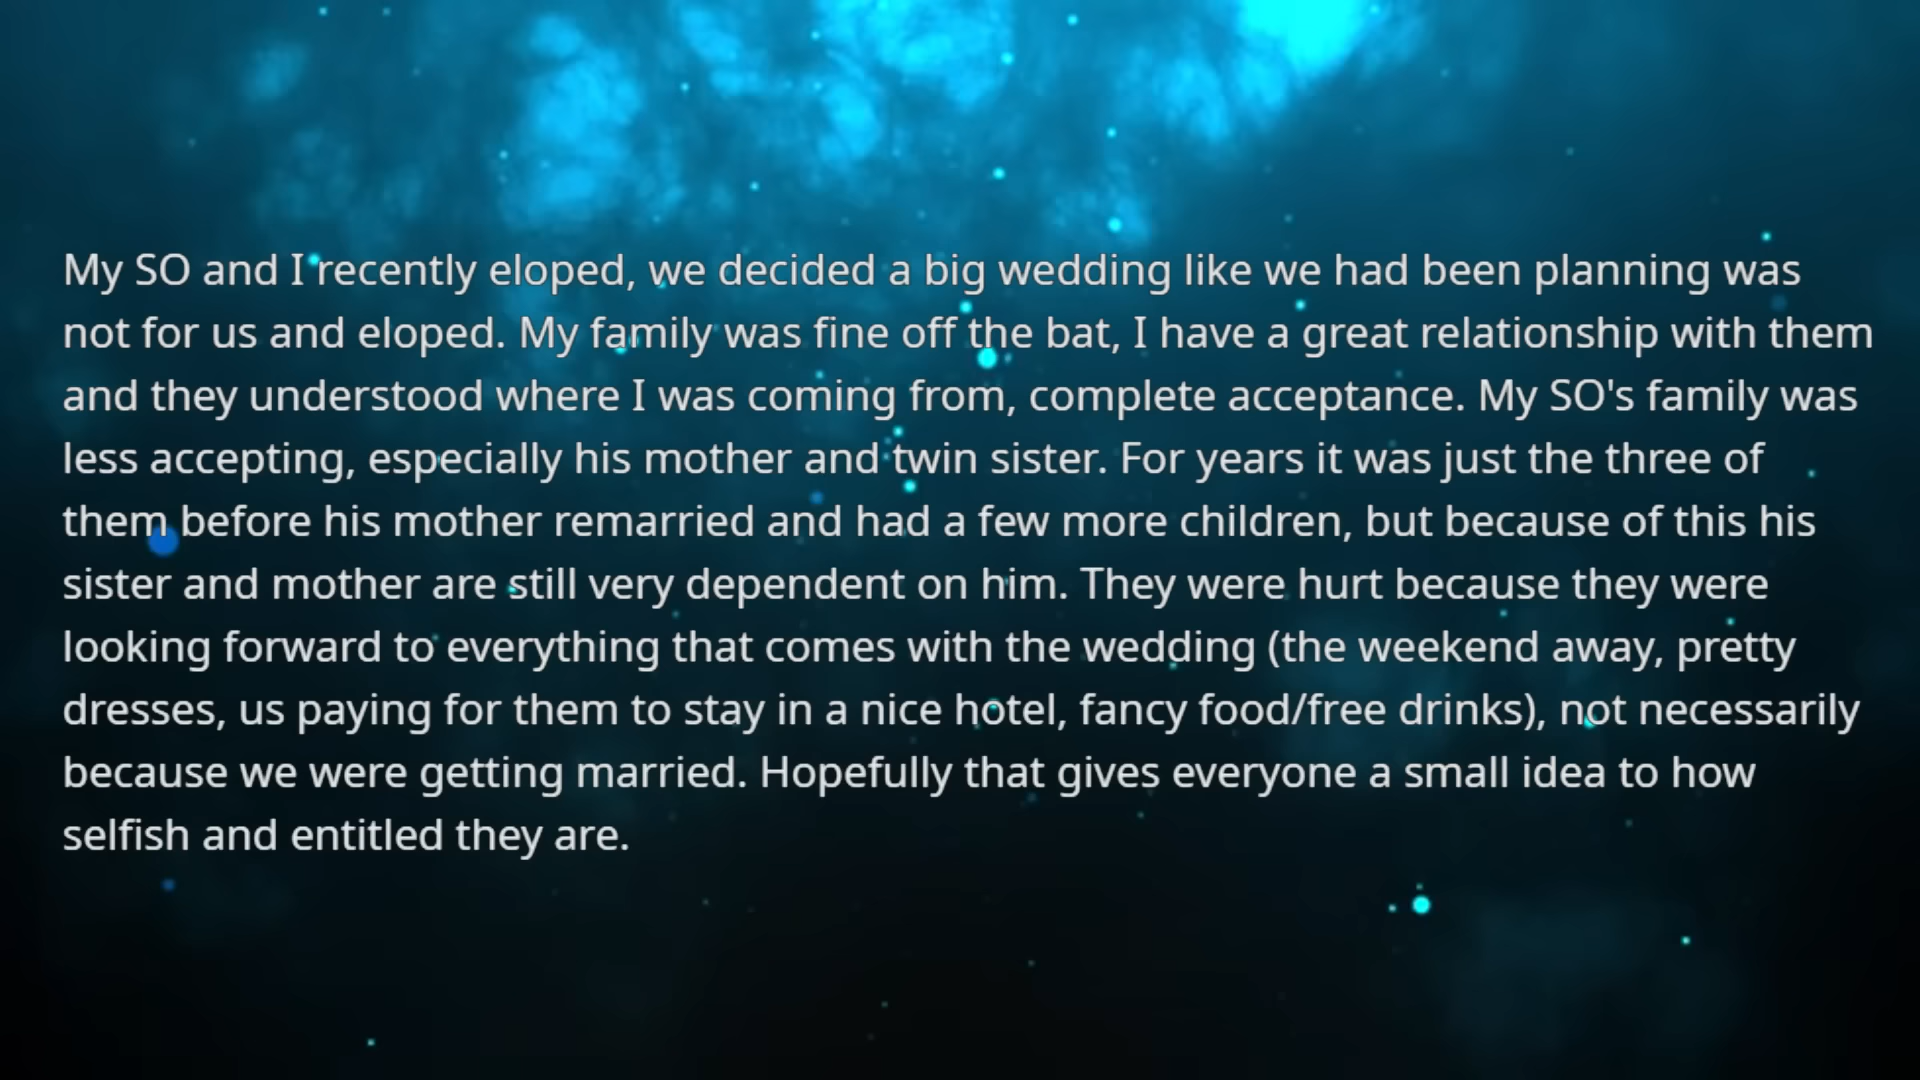 My SO and I recently eloped, we decided a big wedding like we had been planning was
not for us and eloped. My family was fine off the bat, I have a great relationship with them
and they understood where I was coming from, complete acceptance. My SO's family was
less accepting, especially his mother and twin sister. For years it was just the three of
them before his mother remarried and had a few more children, but because of this his
sister and mother are still very dependent on him. They were hurt because they were
looking forward to everything that comes with the wedding (the weekend away, pretty
dresses, us paying for them to stay in a nice hotel, fancy food/free drinks), not necessarily
because we were getting married. Hopefully that gives everyone a small idea to how
selfish and entitled they are.